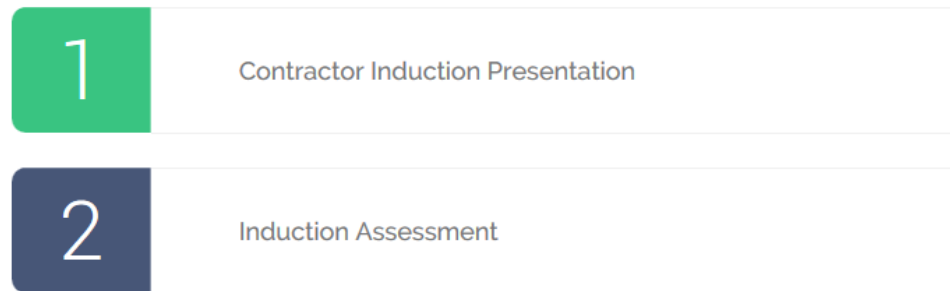 1
Contractor Induction Presentation
2
Induction Assessment